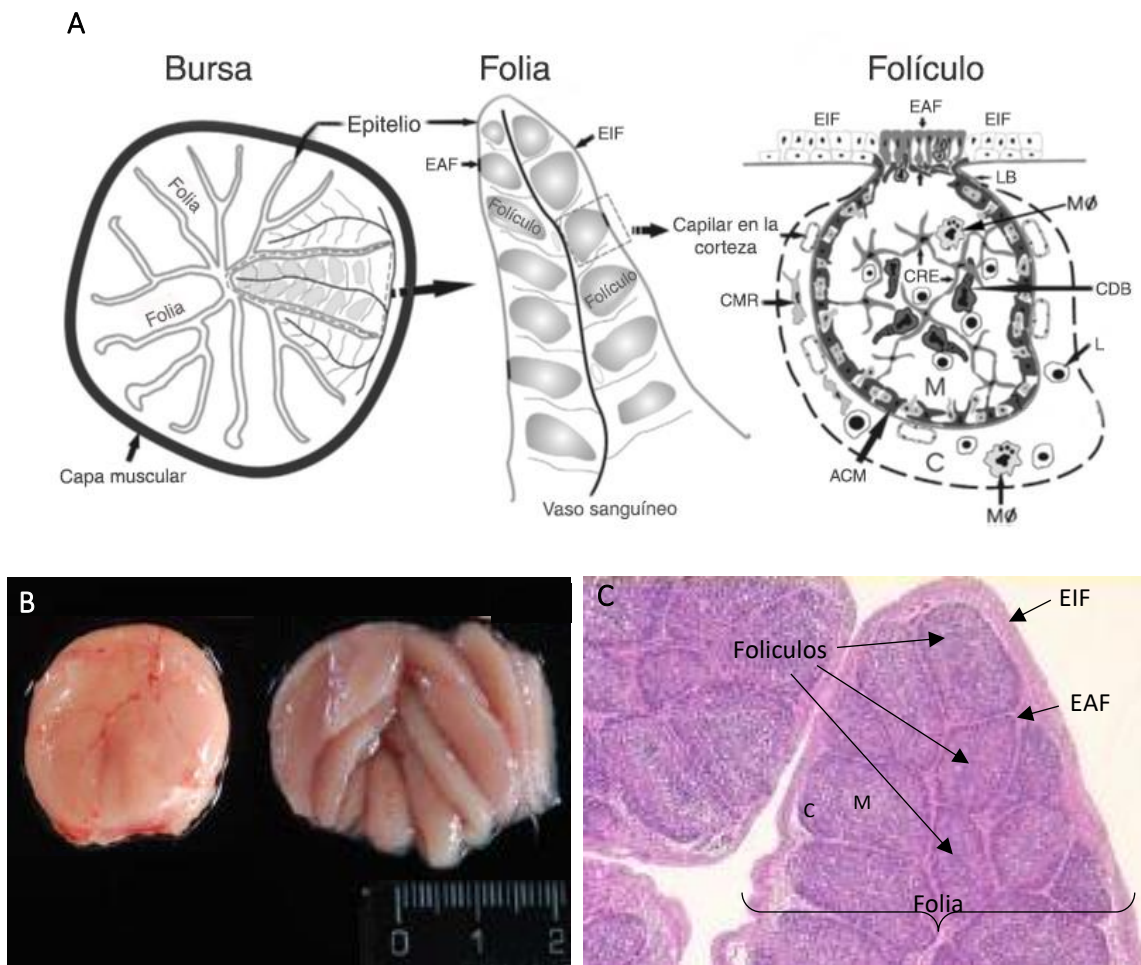 A
Bursa
Folia
Folia
Epitelio
Capa muscular
Folia
EIF
EAF
Folículo
Folículo
Vaso sanguíneo
Folículo
EAF
EIF
EIF
LB
MØ
Capilar en la
corteza
CRE
CMR
CDB
L
M
C
ACM
MØ
B
0 1 2
C
EIF
Foliculos
EAF
M
C
Folia